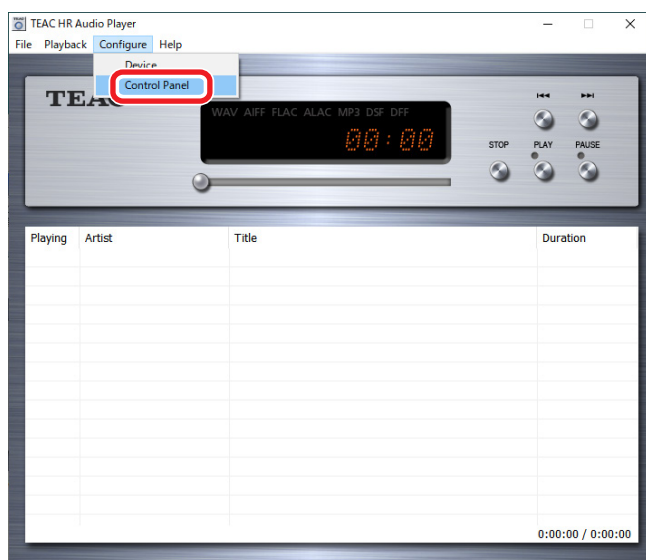 TEAC HR Audio Player
File Playback Configure Help
Device
Control Panel
TEAC
WAV AIFF FLAC ALAC MP3 DSF DFF
00:00
STOP PLAY PAUSE
Playing Artist Title Duration
0:00:00 / 0:00:00